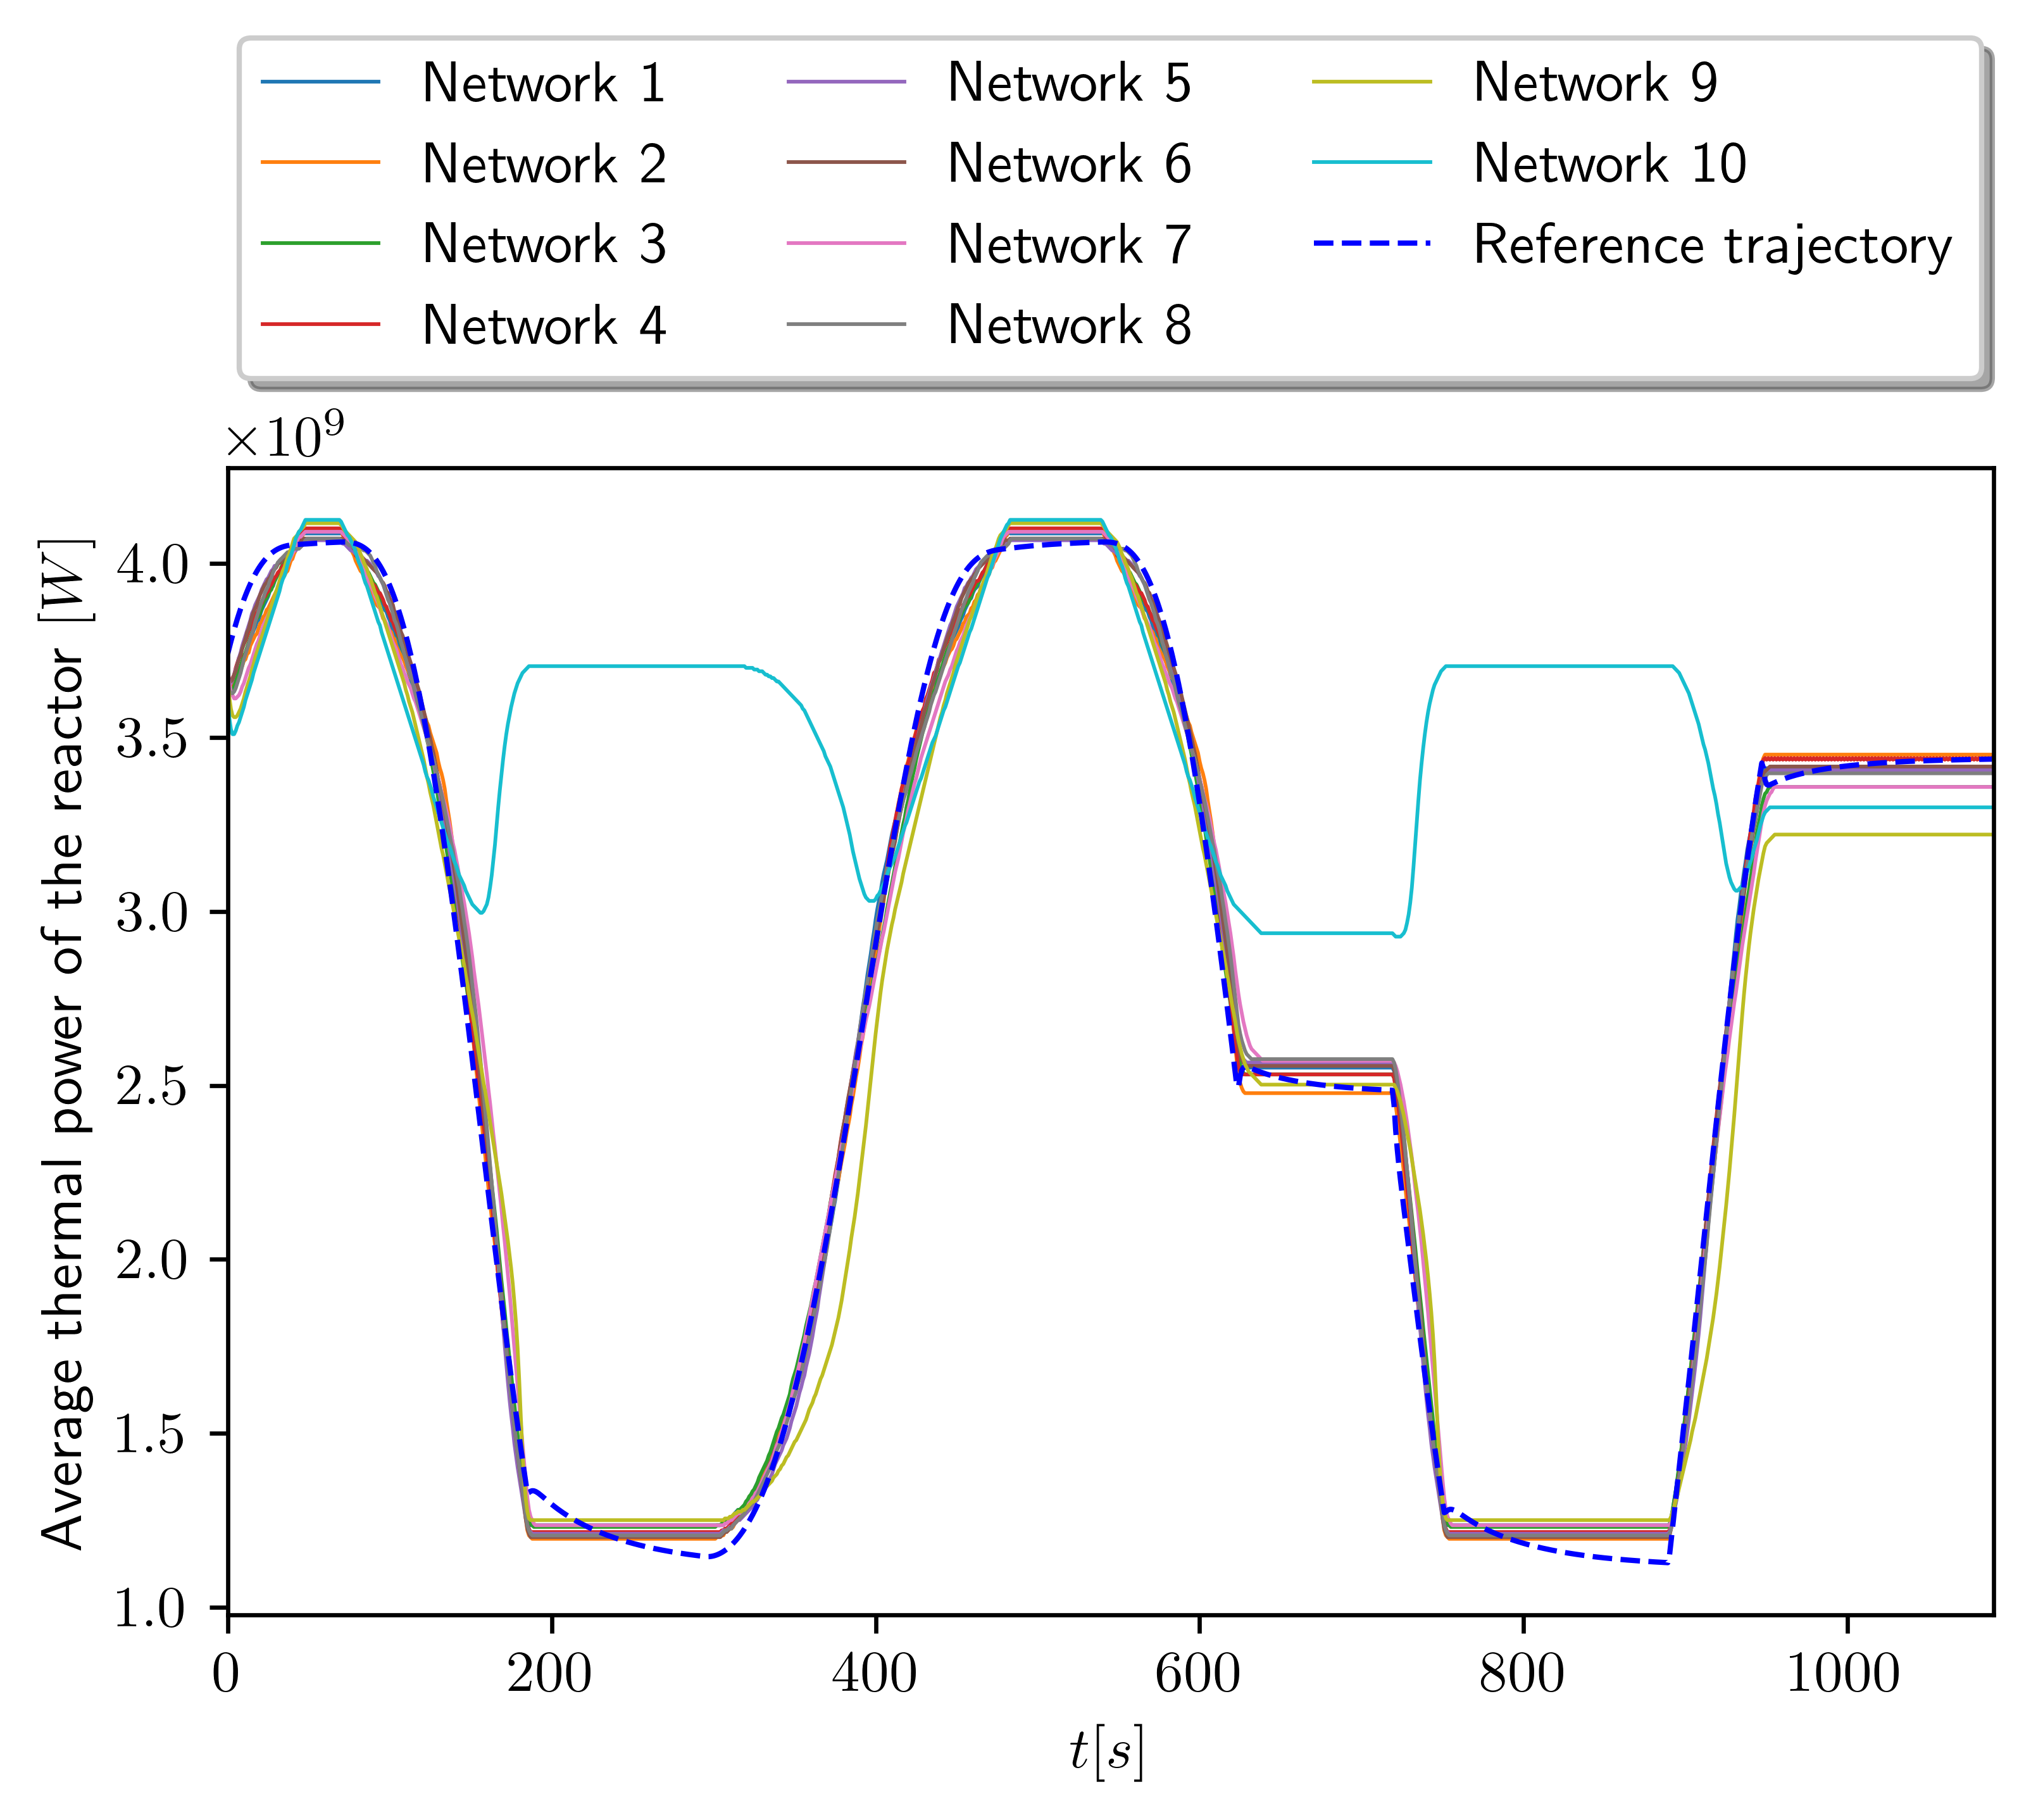 Network 1
Network 2
Network 3
Network 4
Network 5
Network 6
Network 7
Network 8
Network 9
Network 10
Reference trajectory
×10⁹
Average thermal power of the reactor [W]
4.0
3.5
3.0
2.5
2.0
1.5
1.0
0 200 400 600 800 1000
t[s]